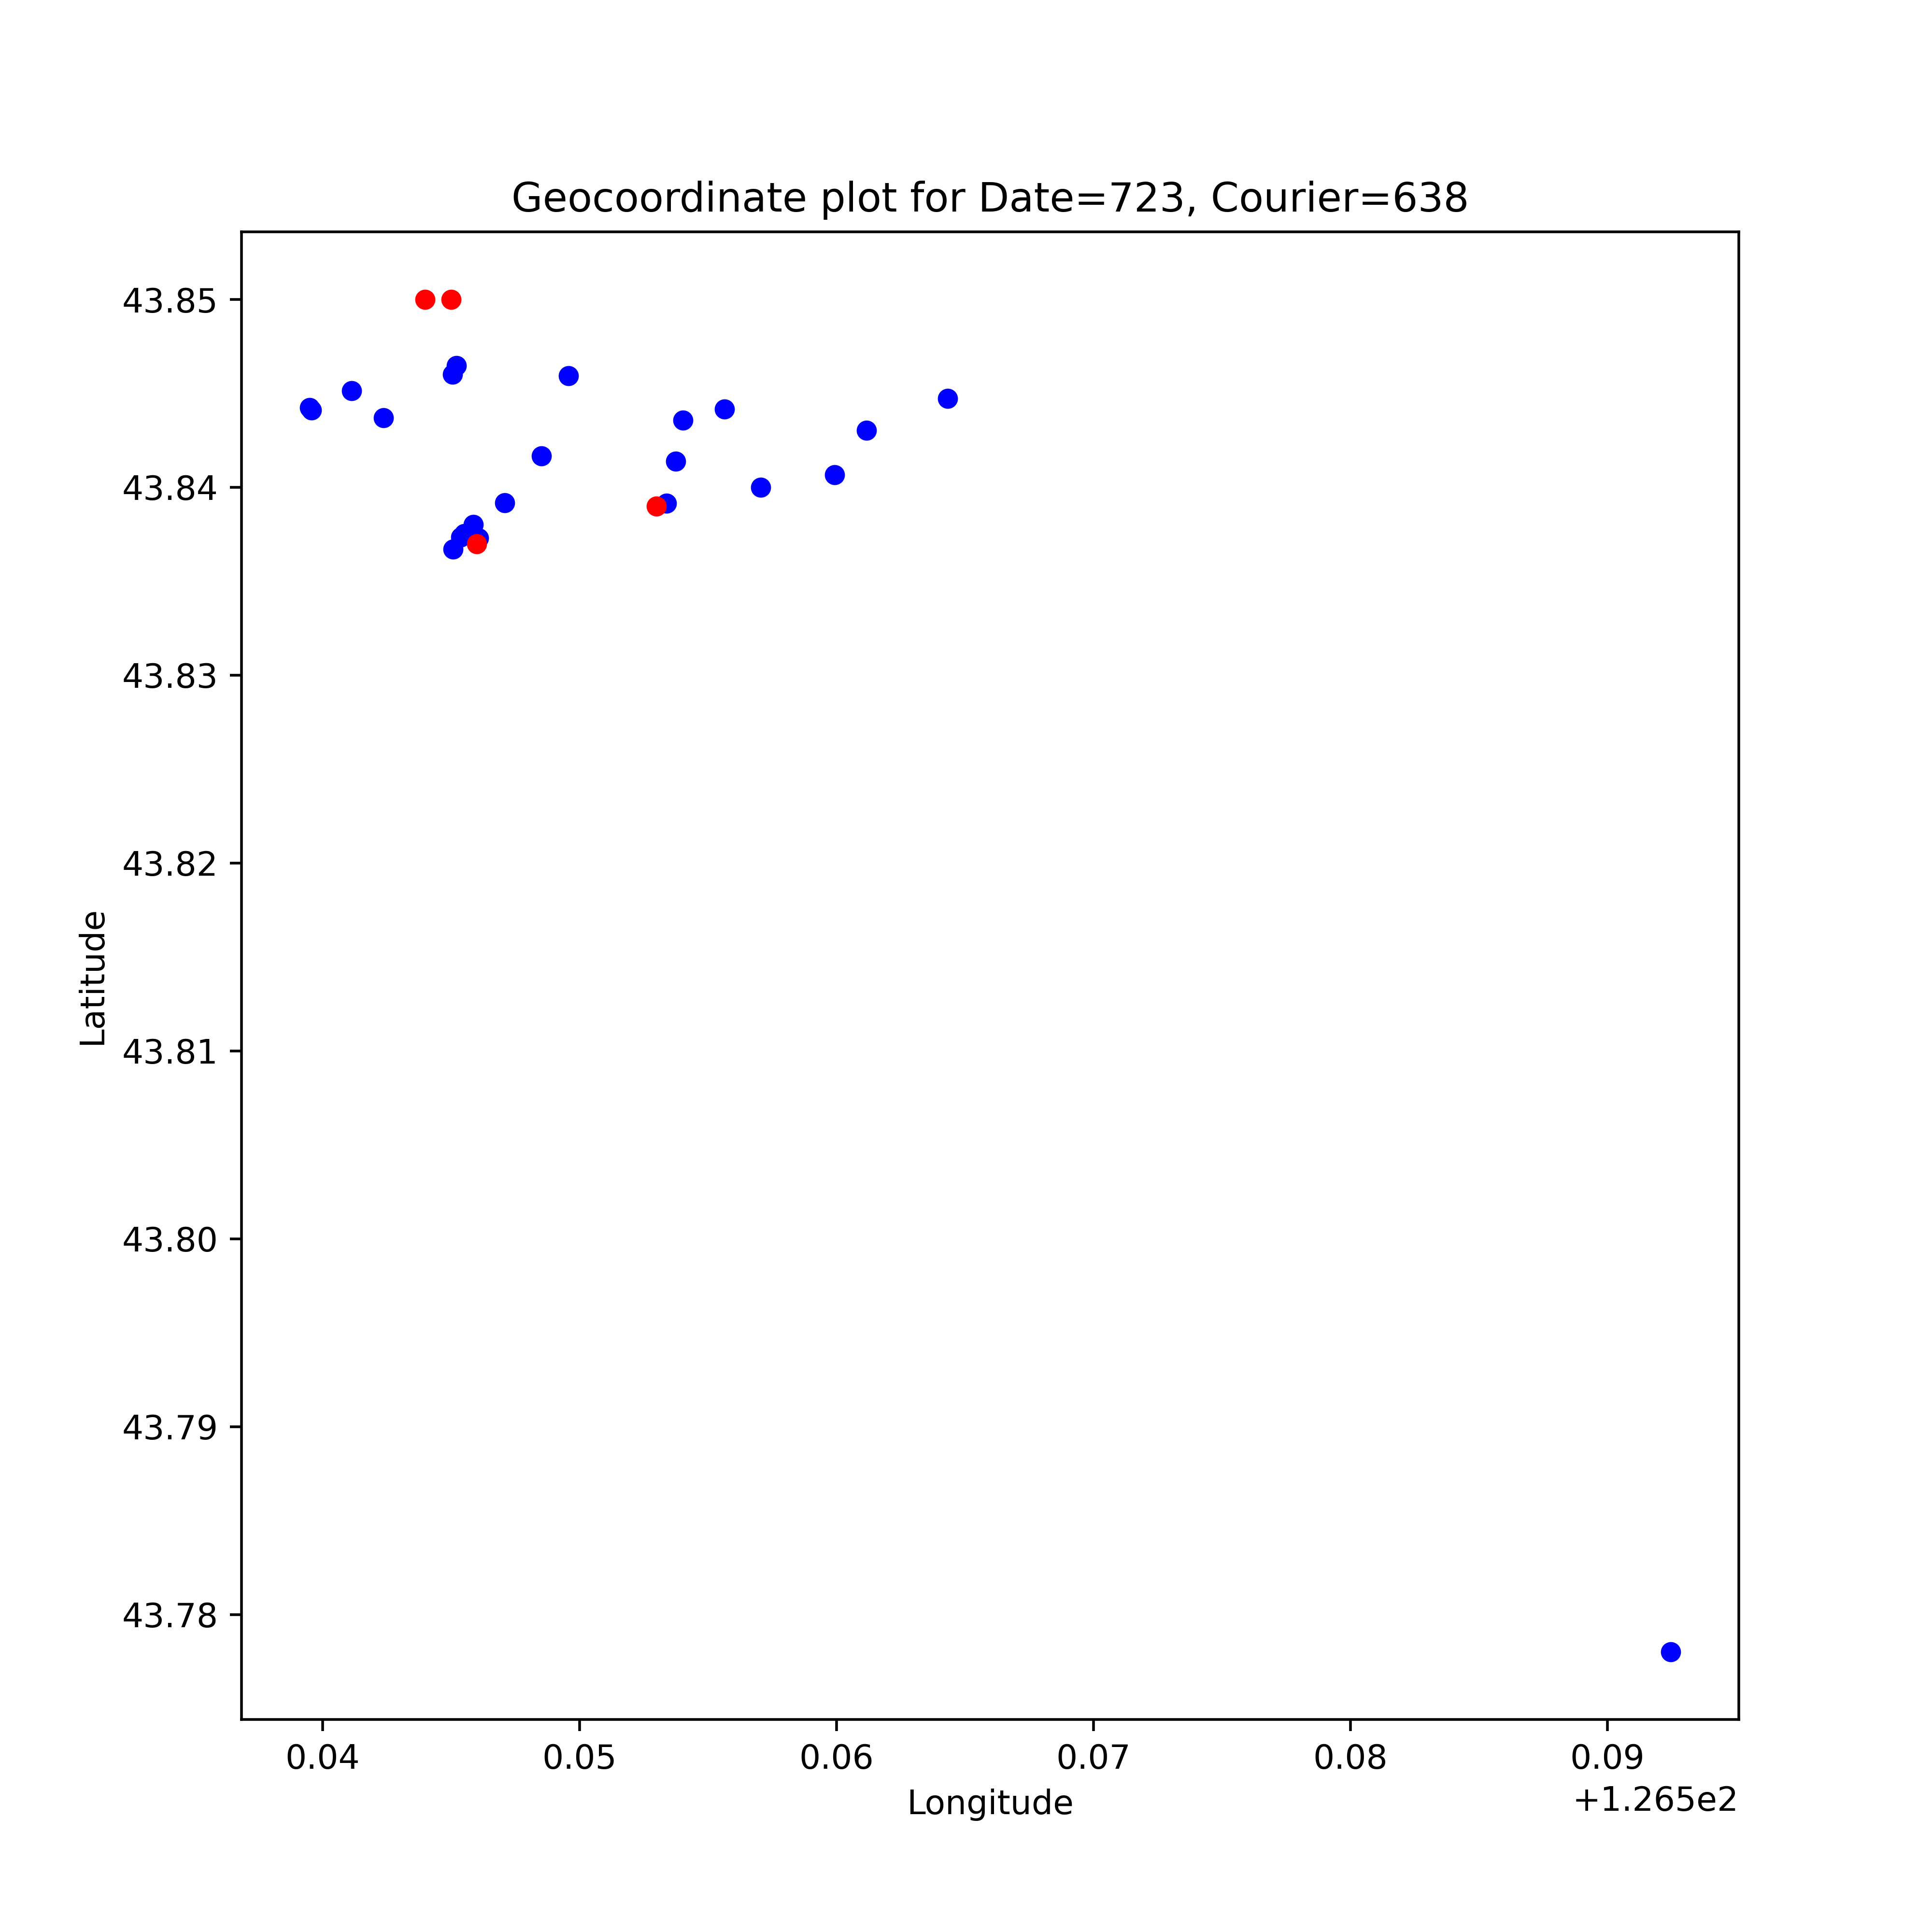 Geocoordinate plot for Date=723, Courier=638
43.85
43.84
43.83
43.82
43.81
43.80
43.79
43.78
Latitude
0.04 0.05 0.06 0.07 0.08 0.09
+1.265e2
Longitude